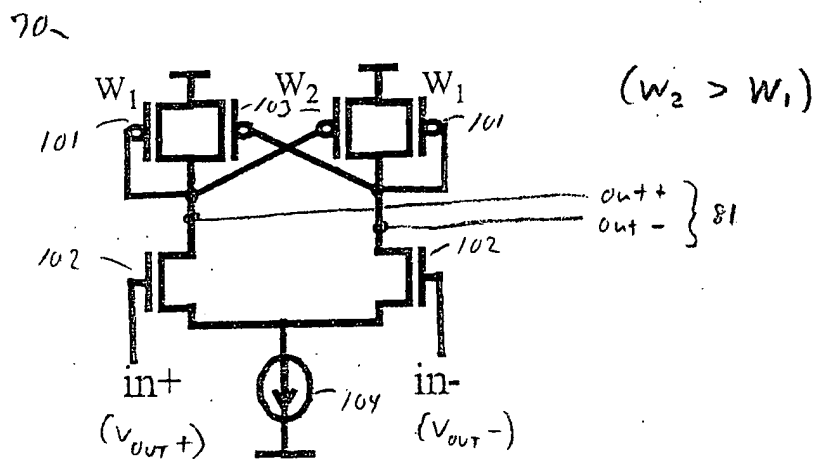 70
W1 103 W2 W1 (W2 > W1)
101 101
out+
out- } 81
102 102
in+ in-
104
(VOUT+) (VOUT-)